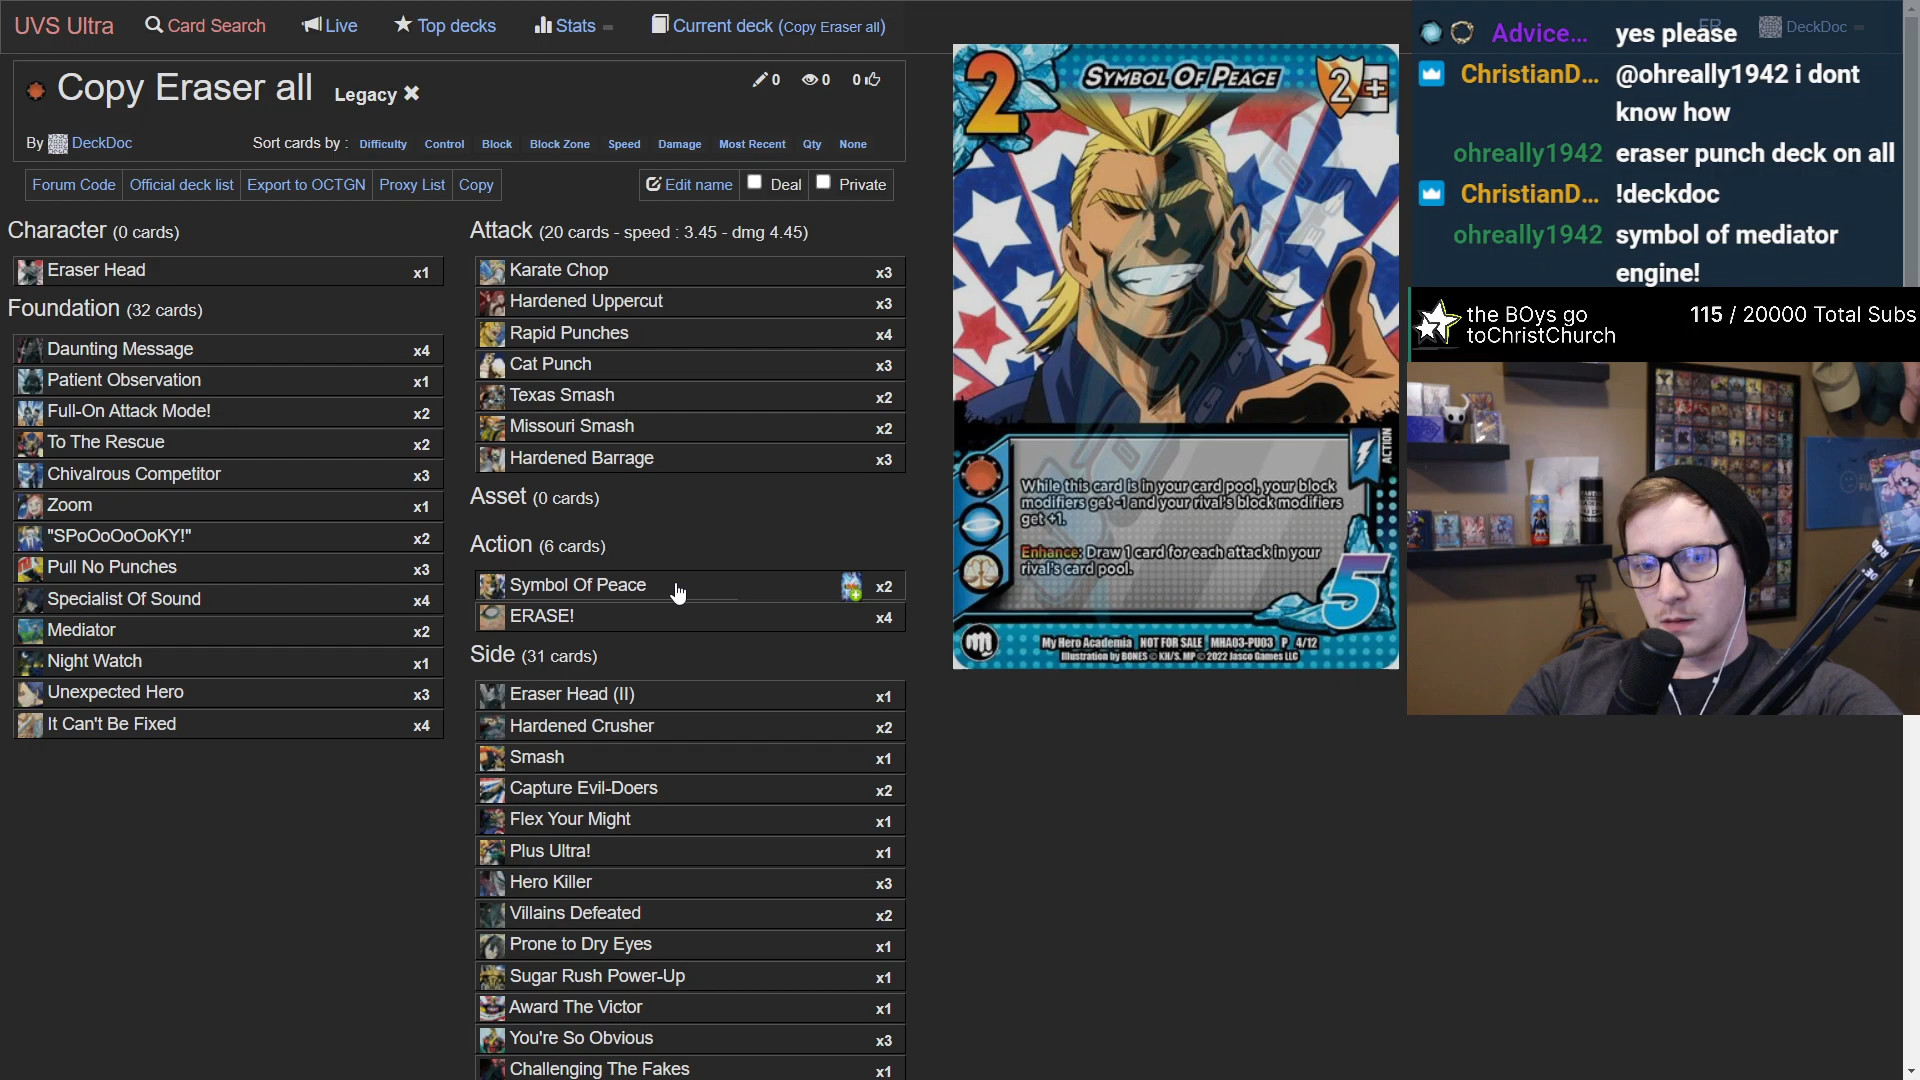 UVS Ultra
Card Search
Live
Top decks
Stats
Current deck (Copy Eraser all)
FR
DeckDoc
Copy Eraser all Legacy ✖
0 0 0
By DeckDoc
Sort cards by : Difficulty Control Block Block Zone Speed Damage Most Recent Qty None
Forum Code Official deck list Export to OCTGN Proxy List Copy
Edit name Deal Private
Character (0 cards)
Eraser Head x1
Foundation (32 cards)
Daunting Message x4
Patient Observation x1
Full-On Attack Mode! x2
To The Rescue x2
Chivalrous Competitor x3
Zoom x1
"SPoOoOoOoKY!" x2
Pull No Punches x3
Specialist Of Sound x4
Mediator x2
Night Watch x1
Unexpected Hero x3
It Can't Be Fixed x4
Attack (20 cards - speed : 3.45 - dmg 4.45)
Karate Chop x3
Hardened Uppercut x3
Rapid Punches x4
Cat Punch x3
Texas Smash x2
Missouri Smash x2
Hardened Barrage x3
Asset (0 cards)
Action (6 cards)
Symbol Of Peace x2
ERASE! x4
Side (31 cards)
Eraser Head (II) x1
Hardened Crusher x2
Smash x1
Capture Evil-Doers x2
Flex Your Might x1
Plus Ultra! x1
Hero Killer x3
Villains Defeated x2
Prone to Dry Eyes x1
Sugar Rush Power-Up x1
Award The Victor x1
You're So Obvious x3
Challenging The Fakes x1
2 SYMBOL OF PEACE 2 +
ACTION
While this card is in your card pool, your block
modifiers get -1 and your rival's block modifiers
get +1.
Enhance: Draw 1 card for each attack in your
rival's card pool.
5
My Hero Academia NOT FOR SALE MHA03-PU03 P 4/12
Illustration by BONES © KH/S. MP © 2022 Jasco Games LLC
Advice... yes please
ChristianD... @ohreally1942 i dont
know how
ohreally1942 eraser punch deck on all
ChristianD... !deckdoc
ohreally1942 symbol of mediator
engine!
the BOys go
toChristChurch
115 / 20000 Total Subs